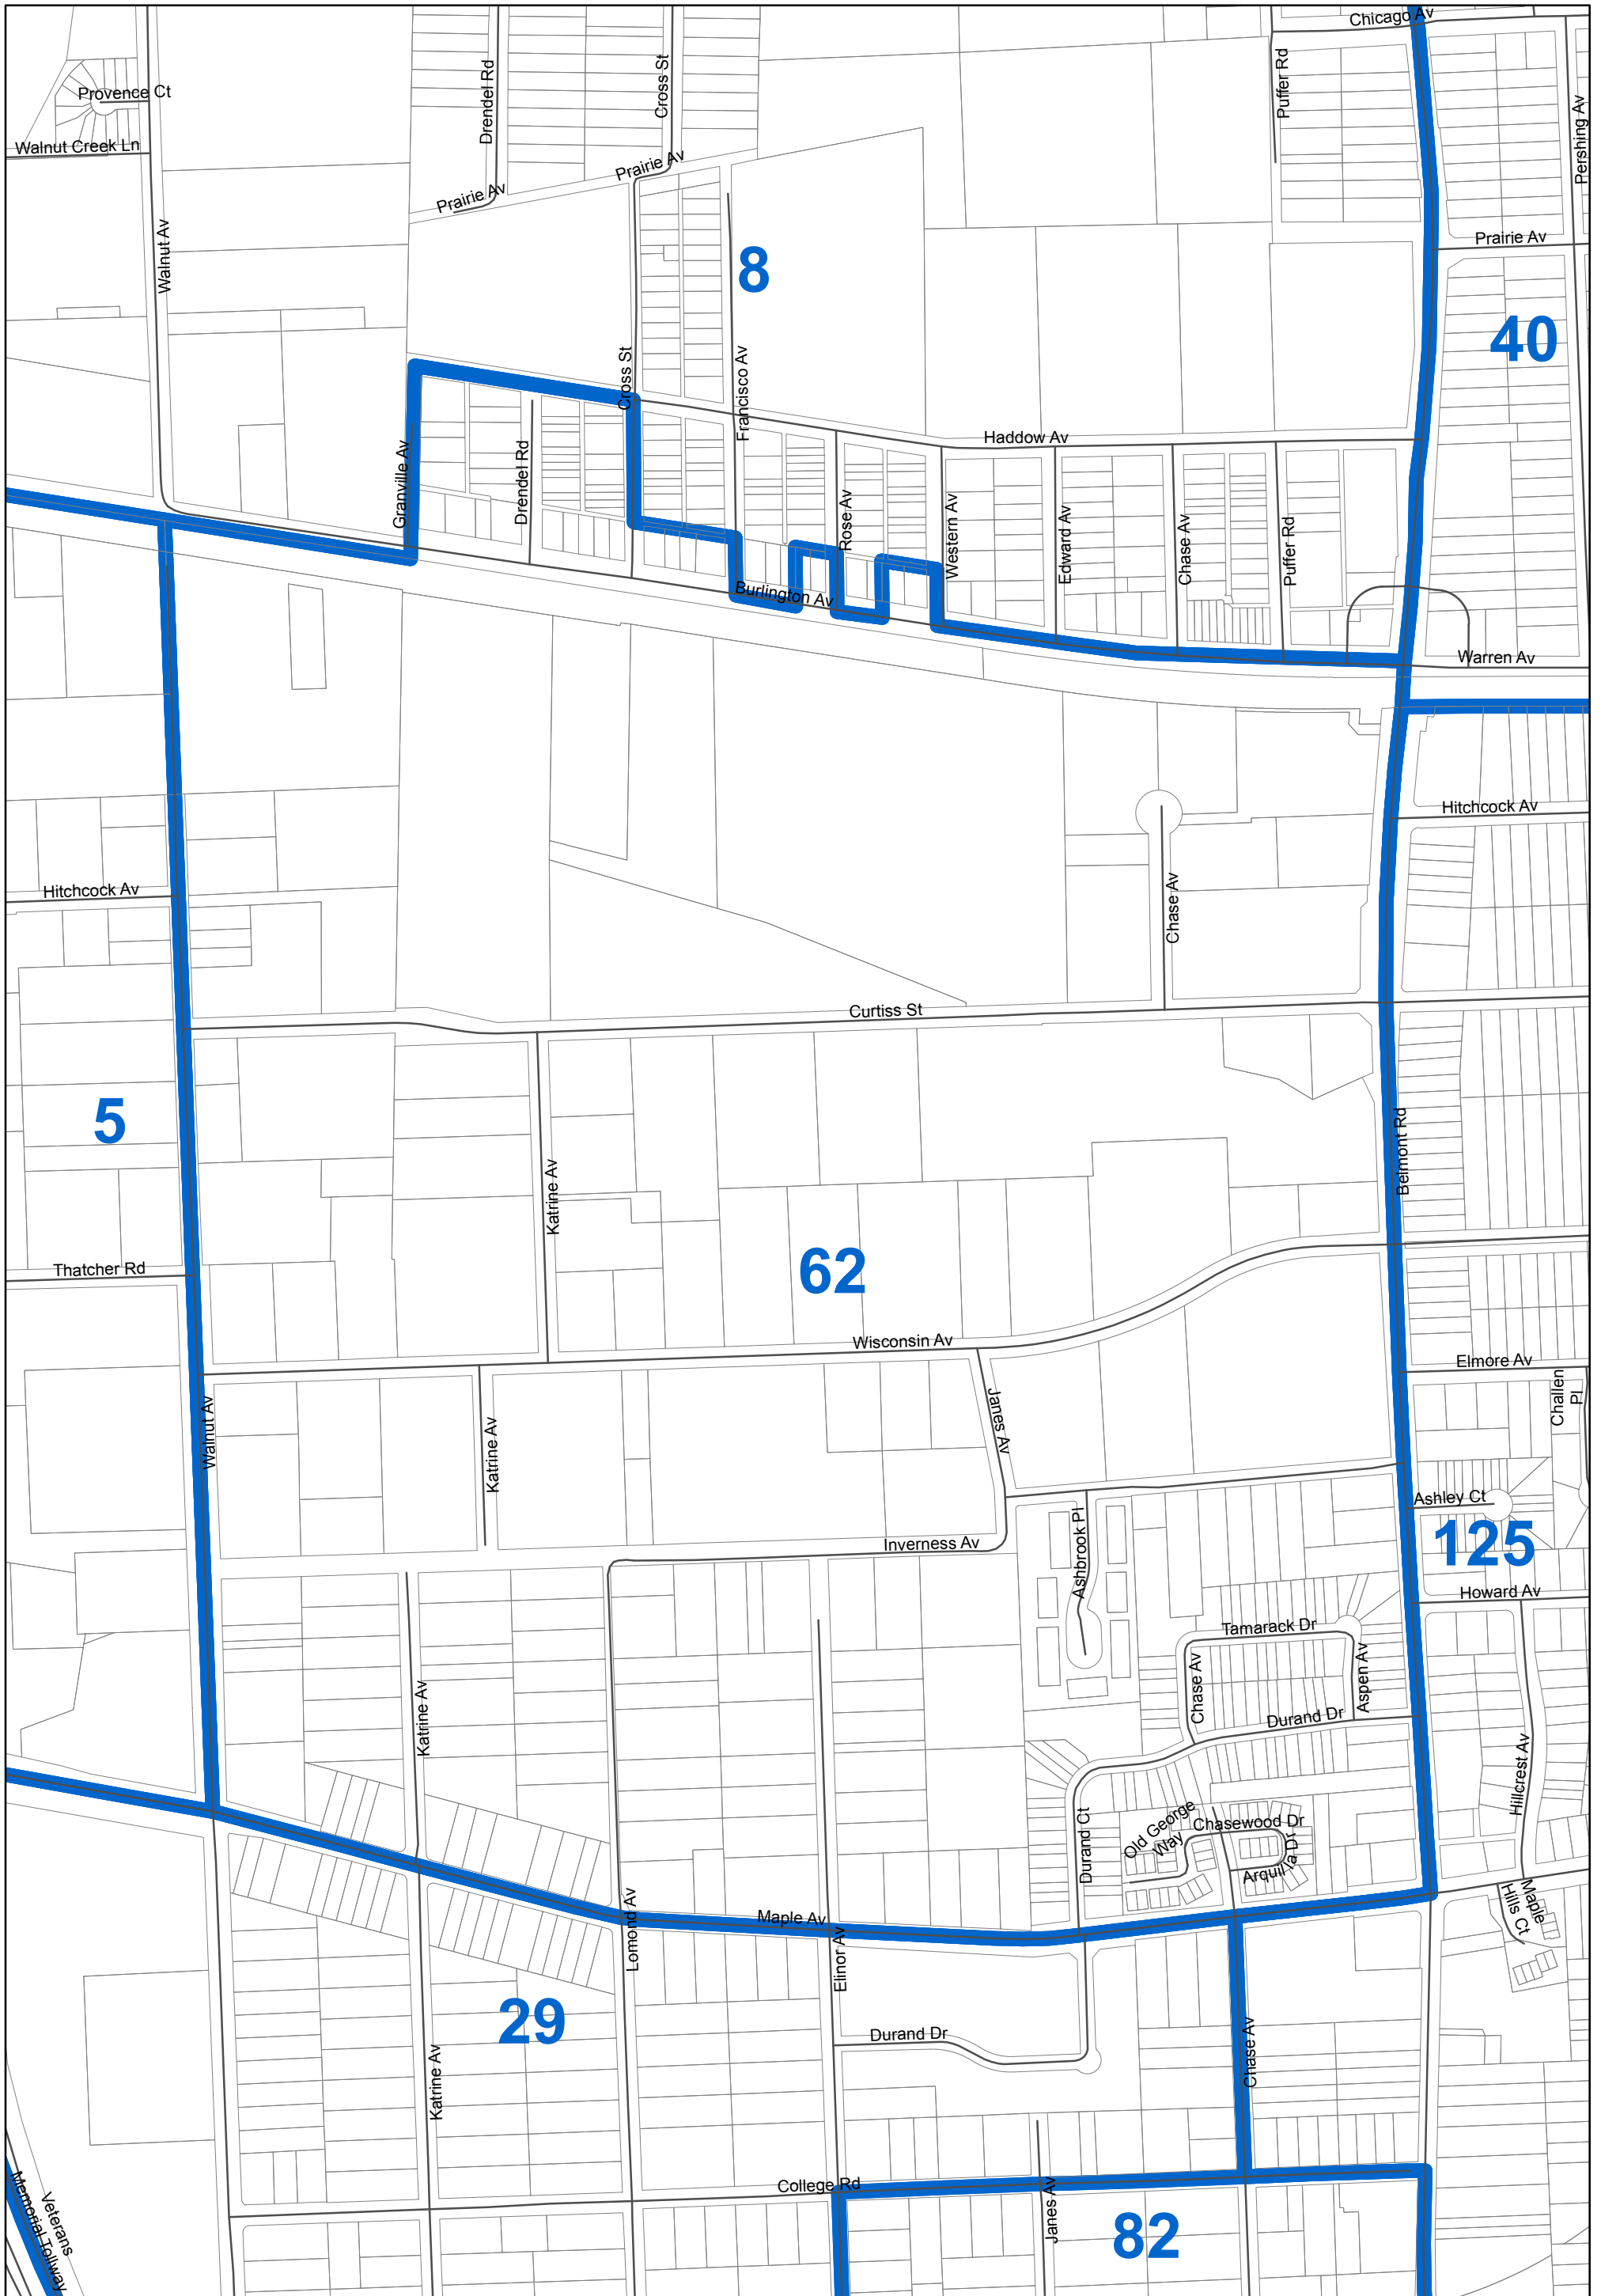 Chicago Av
Provence Ct
Drendel Rd
Cross St
Puffer Rd
Pershing Av
Walnut Creek Ln
Prairie Av
Prairie Av
Walnut Av
Prairie Av
8
40
Cross St
Francisco Av
Haddow Av
Granville Av
Drendel Rd
Rose Av
Western Av
Edward Av
Chase Av
Puffer Rd
Burlington Av
Warren Av
Hitchcock Av
Hitchcock Av
Chase Av
Curtiss St
5
Belmont Rd
Katrine Av
62
Thatcher Rd
Wisconsin Av
Elmore Av
Challen
Pl
Janes Av
Walnut Av
Katrine Av
Ashley Ct
125
Inverness Av
Ashbrook Pl
Howard Av
Tamarack Dr
Chase Av
Aspen Av
Katrine Av
Durand Dr
Hillcrest Av
Durand Ct
Old George
Way
Chasewood Dr
Arquilla Dr
Maple Av
Lomond Av
Elinor Av
Maple
Hills Ct
29
Durand Dr
Chase Av
Katrine Av
College Rd
Janes Av
82
Veterans
Memorial Tollway